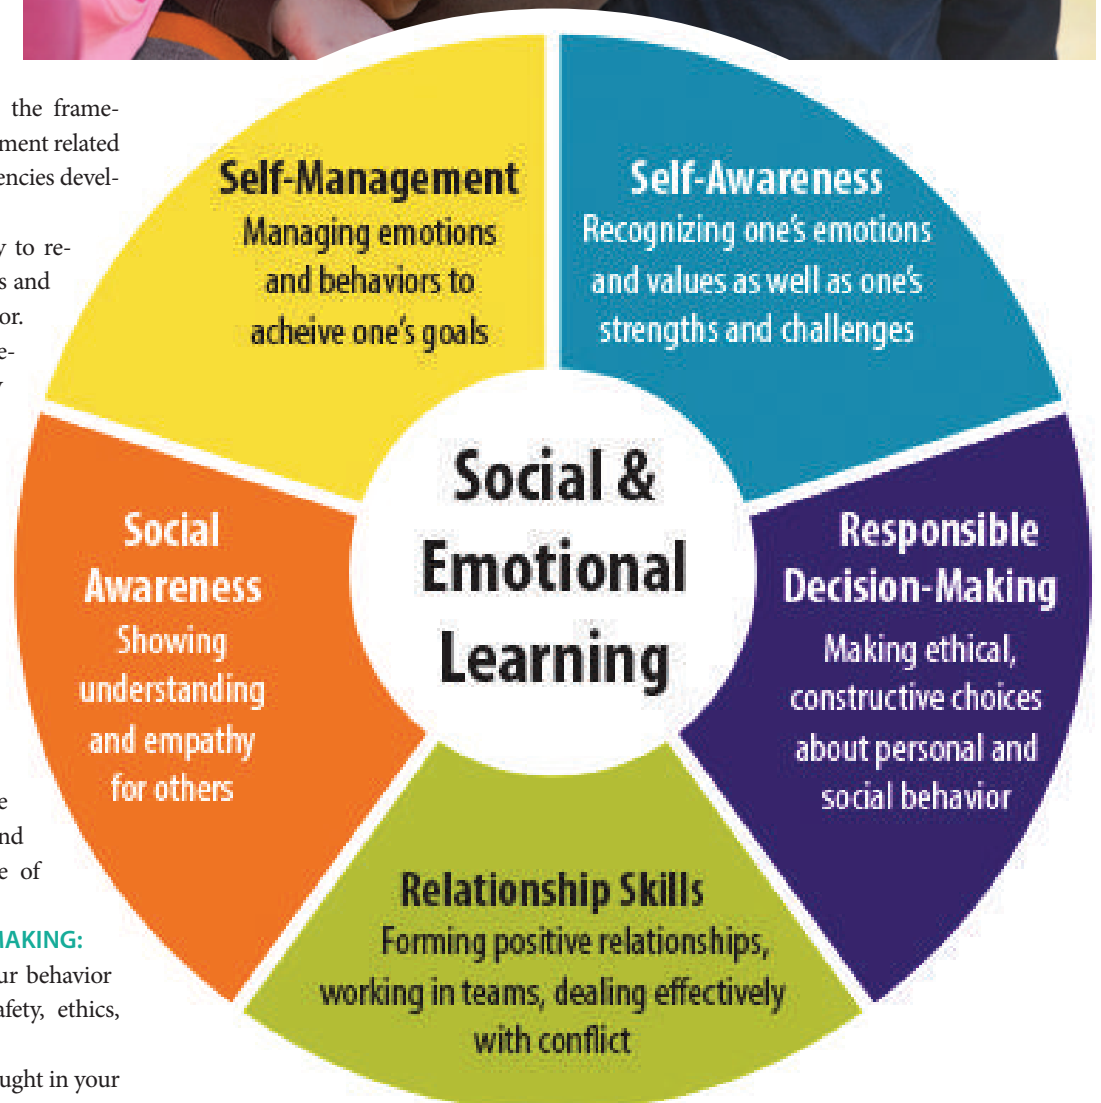 the frame-
ment related
encies devel-
y to re-
s and
or.
e-
y
e
nd
e of
MAKING:
ur behavior
afety, ethics,
ught in your
Self-Management
Managing emotions
and behaviors to
acheive one's goals
Self-Awareness
Recognizing one's emotions
and values as well as one's
strengths and challenges
Social
Awareness
Showing
understanding
and empathy
for others
Social &
Emotional
Learning
Responsible
Decision-Making
Making ethical,
constructive choices
about personal and
social behavior
Relationship Skills
Forming positive relationships,
working in teams, dealing effectively
with conflict